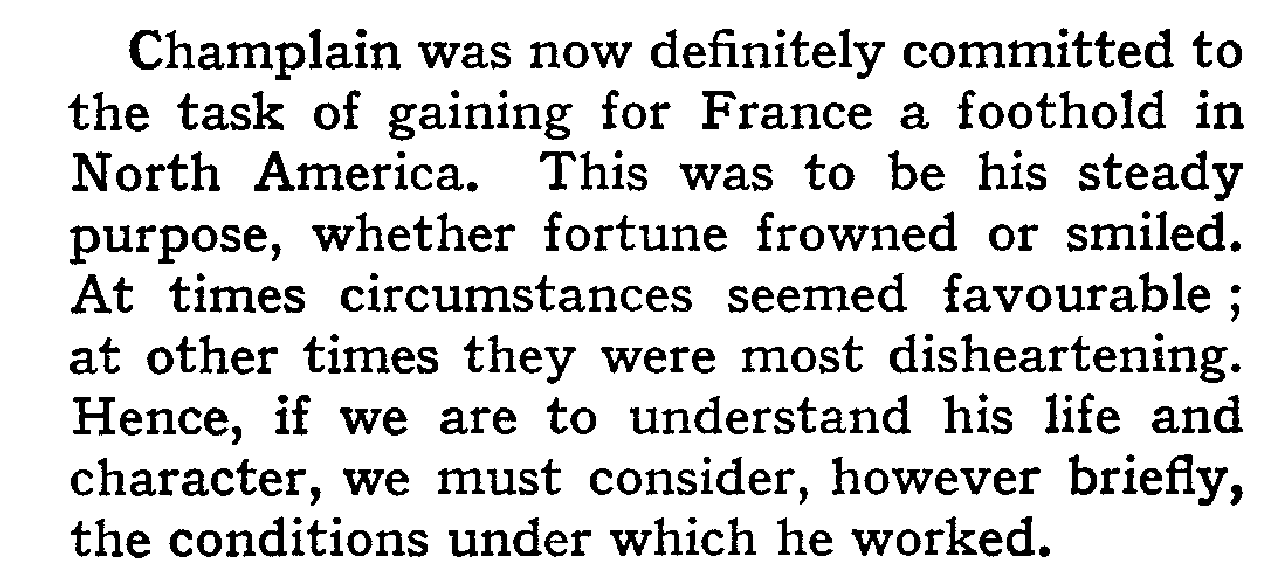 Champlain was now definitely committed to
the task of gaining for France a foothold in
North America. This was to be his steady
purpose, whether fortune frowned or smiled.
At times circumstances seemed favourable ;
at other times they were most disheartening.
Hence, if we are to understand his life and
character, we must consider, however briefly,
the conditions under which he worked.